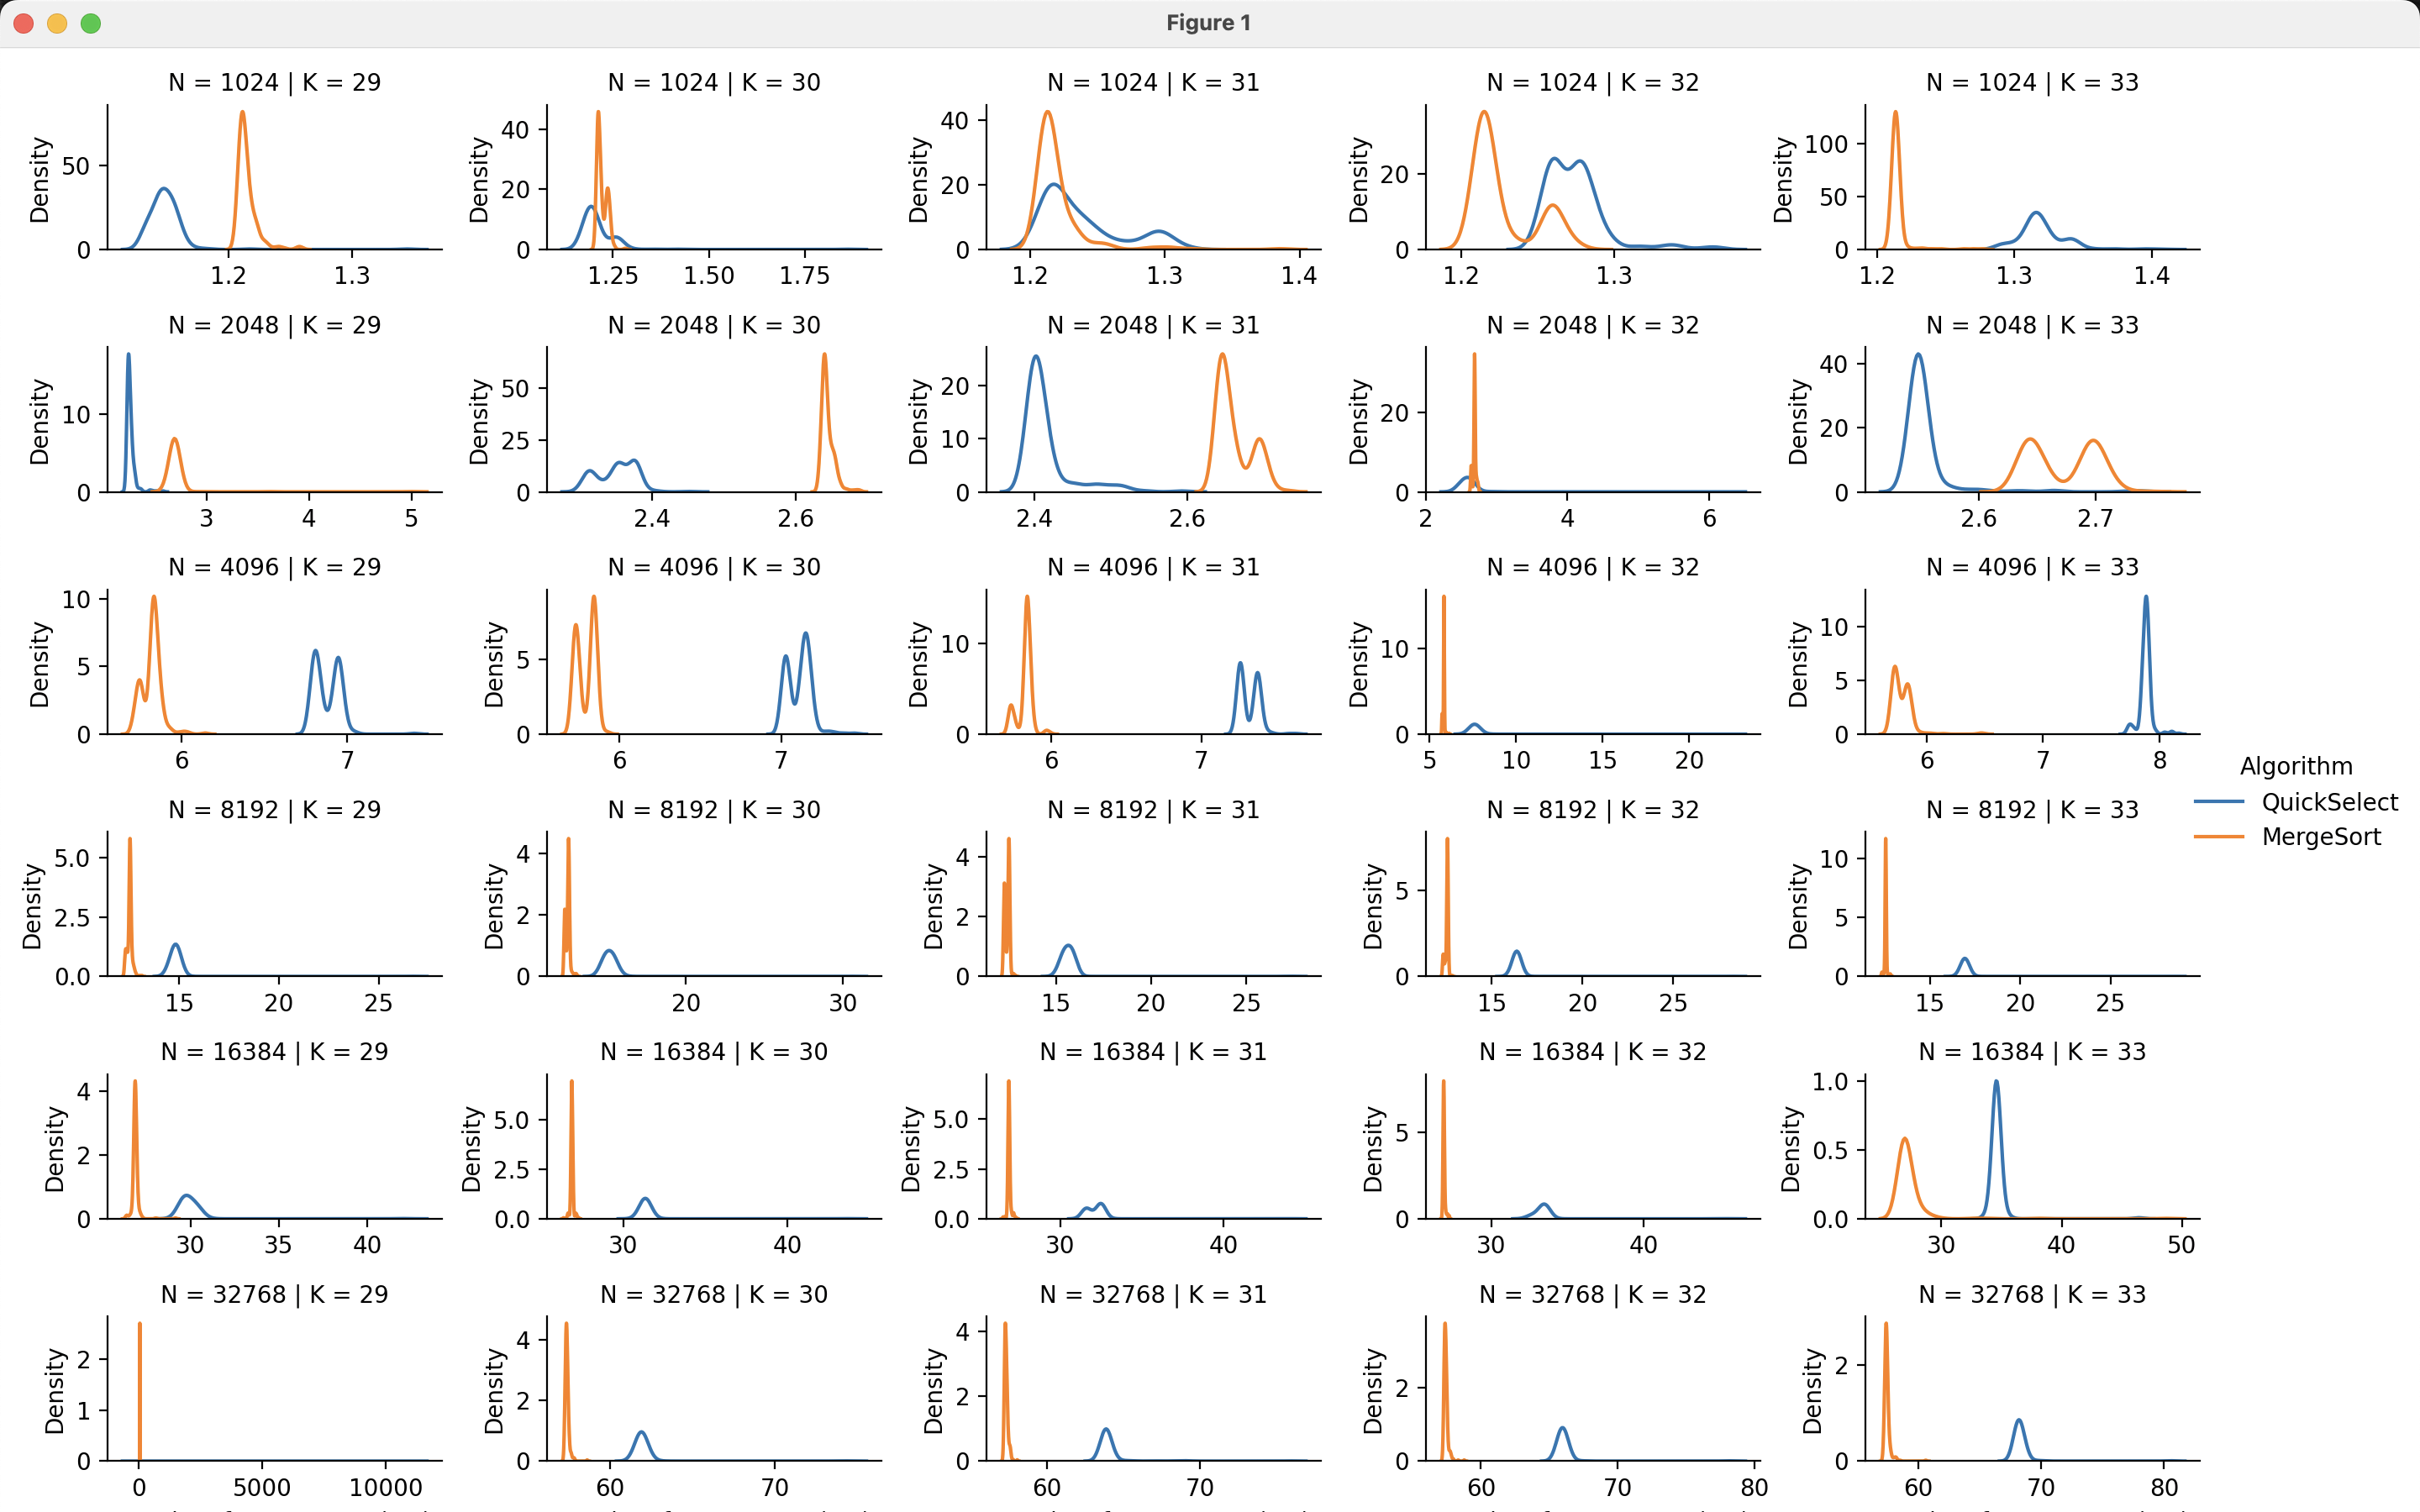 Figure 1
N = 1024 | K = 29
N = 1024 | K = 30
N = 1024 | K = 31
N = 1024 | K = 32
N = 1024 | K = 33
Density
50
0
1.2
1.3
Density
40
20
0
1.25
1.50
1.75
Density
40
20
0
1.2
1.3
1.4
Density
20
0
1.2
1.3
Density
100
50
0
1.2
1.3
1.4
N = 2048 | K = 29
N = 2048 | K = 30
N = 2048 | K = 31
N = 2048 | K = 32
N = 2048 | K = 33
Density
10
0
3
4
5
Density
50
25
0
2.4
2.6
Density
20
10
0
2.4
2.6
Density
20
0
2
4
6
Density
40
20
0
2.6
2.7
N = 4096 | K = 29
N = 4096 | K = 30
N = 4096 | K = 31
N = 4096 | K = 32
N = 4096 | K = 33
Density
10
5
0
6
7
Density
5
0
6
7
Density
10
0
6
7
Density
10
0
5
10
15
20
Density
10
5
0
6
7
8
Algorithm
QuickSelect
MergeSort
N = 8192 | K = 29
N = 8192 | K = 30
N = 8192 | K = 31
N = 8192 | K = 32
N = 8192 | K = 33
Density
5.0
2.5
0.0
15
20
25
Density
4
2
0
20
30
Density
4
2
0
15
20
25
Density
5
0
15
20
25
Density
10
5
0
15
20
25
N = 16384 | K = 29
N = 16384 | K = 30
N = 16384 | K = 31
N = 16384 | K = 32
N = 16384 | K = 33
Density
4
2
0
30
35
40
Density
5.0
2.5
0.0
30
40
Density
5.0
2.5
0.0
30
40
Density
5
0
30
40
Density
1.0
0.5
0.0
30
40
50
N = 32768 | K = 29
N = 32768 | K = 30
N = 32768 | K = 31
N = 32768 | K = 32
N = 32768 | K = 33
Density
2
1
0
0
5000
10000
Density
4
2
0
60
70
Density
4
2
0
60
70
Density
2
0
60
70
80
Density
2
0
60
70
80